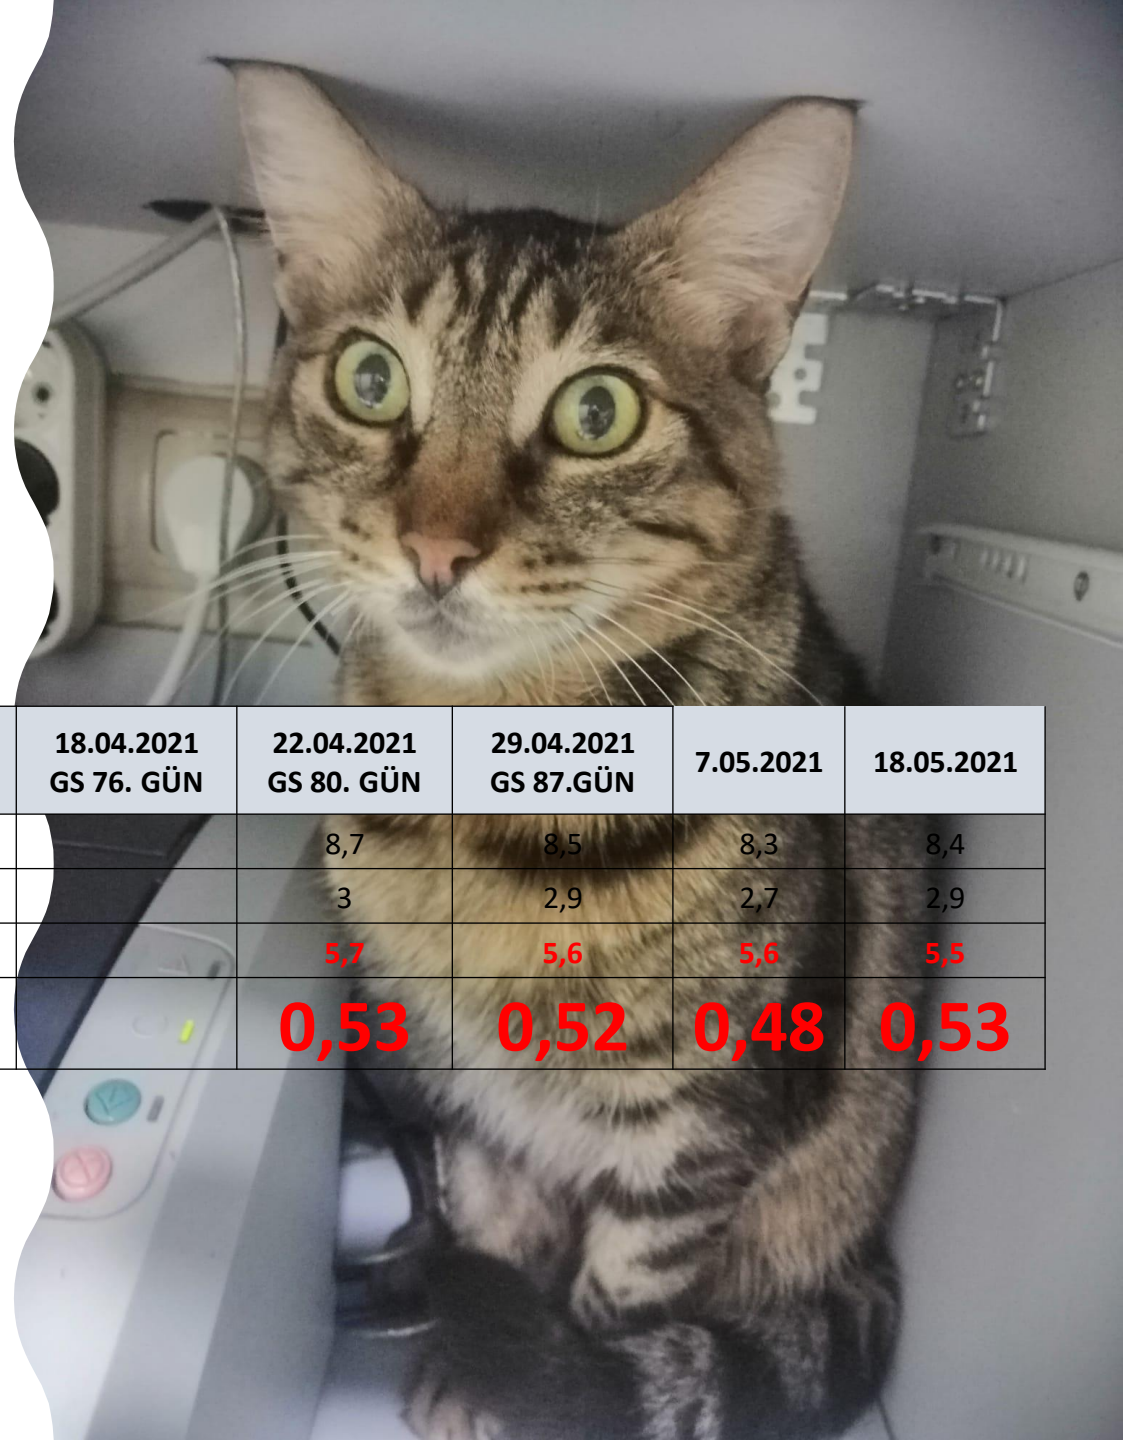 18.04.2021 22.04.2021 29.04.2021 7.05.2021 18.05.2021
GS 76. GÜN GS 80. GÜN GS 87.GÜN
8,7 8,5 8,3 8,4
3 2,9 2,7 2,9
5,7 5,6 5,6 5,5
0,53 0,52 0,48 0,53